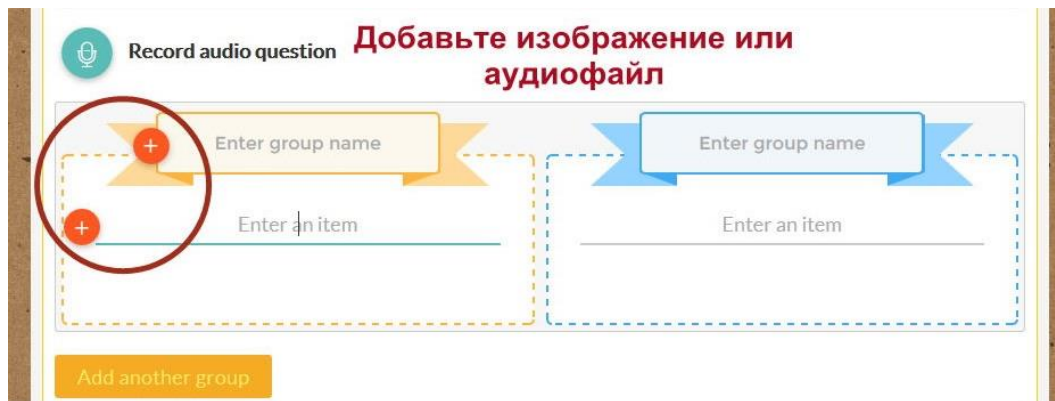 Record audio question
Добавьте изображение или
аудиофайл
Enter group name
Enter group name
Enter an item
Enter an item
Add another group